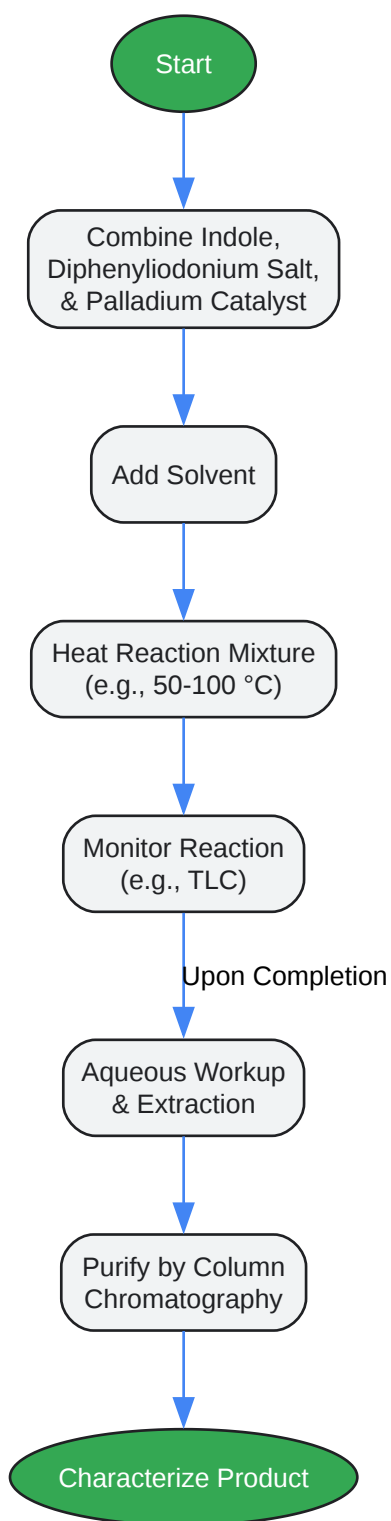 Start
Combine Indole,
Diphenyliodonium Salt,
& Palladium Catalyst
Add Solvent
Heat Reaction Mixture
(e.g., 50-100 °C)
Monitor Reaction
(e.g., TLC)
Upon Completion
Aqueous Workup
& Extraction
Purify by Column
Chromatography
Characterize Product